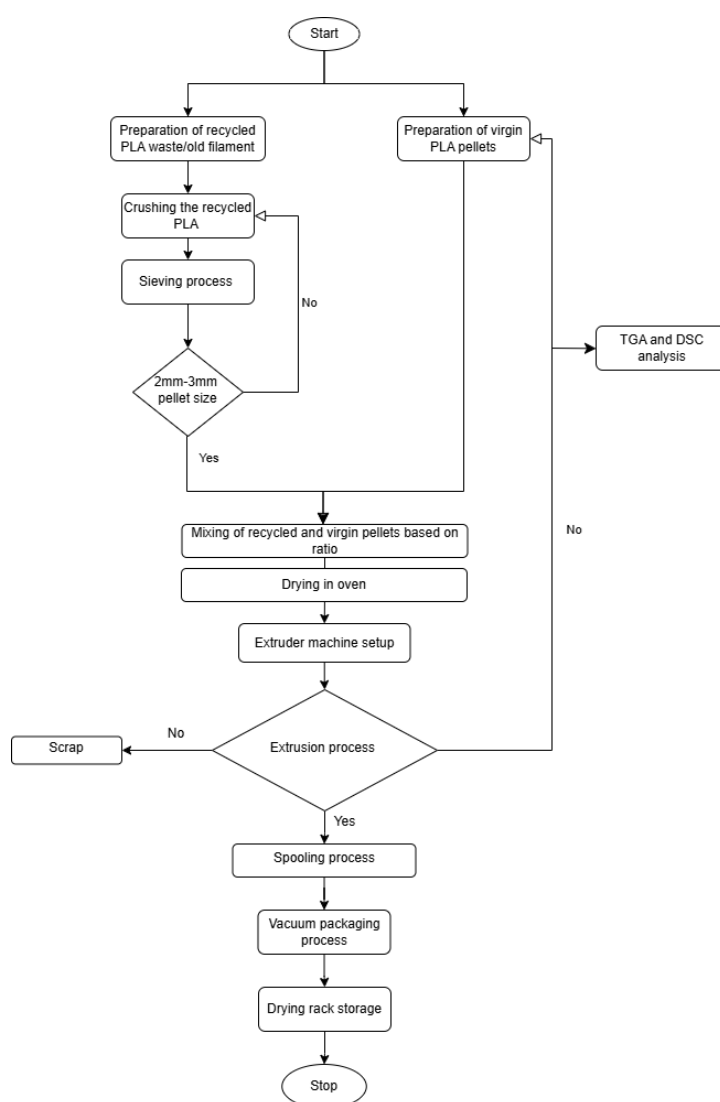 Start
Preparation of recycled
PLA waste/old filament
Preparation of virgin
PLA pellets
Crushing the recycled
PLA
Sieving process
No
TGA and DSC
analysis
2mm-3mm
pellet size
Yes
Mixing of recycled and virgin pellets based on
ratio
No
Drying in oven
Extruder machine setup
No
Scrap
Extrusion process
Yes
Spooling process
Vacuum packaging
process
Drying rack storage
Stop